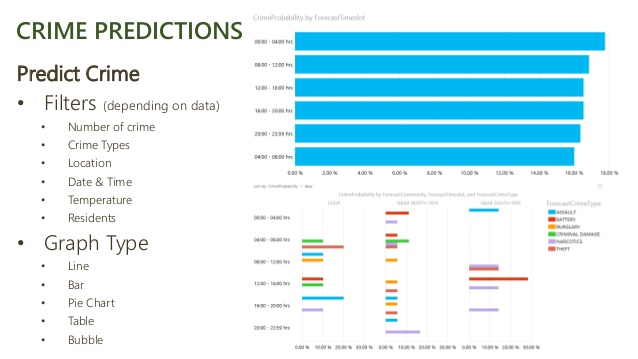 CRIME PREDICTIONS
Predict Crime
• Filters (depending on data)
• Number of crime
• Crime Types
• Location
• Date & Time
• Temperature
• Residents
• Graph Type
• Line
• Bar
• Pie Chart
• Table
• Bubble
CrimeProbability by ForecastTimeslot
00:00 - 04:00 hrs
08:00 - 12:00 hrs
12:00 - 18:00 hrs
16:00 - 20:00 hrs
20:00 - 23:59 hrs
04:00 - 08:00 hrs
0.00 % 2.00 % 4.00 % 6.00 % 8.00 % 10.00 % 12.00 % 14.00 % 16.00 % 18.00 %
sort by CrimeProbability
CrimeProbability by ForecastCommunity, ForecastTimeslot, and ForecastCrimeType
LOOP NEAR NORTH SIDE NEAR SOUTH SIDE
00:00 - 04:00 hrs
04:00 - 08:00 hrs
08:00 - 12:00 hrs
12:00 - 16:00 hrs
16:00 - 20:00 hrs
20:00 - 23:59 hrs
0.00 % 10.00 % 20.00 % 30.00 % 0.00 % 10.00 % 20.00 % 30.00 % 0.00 % 10.00 % 20.00 % 30.00 %
ForecastCrimeType
ASSAULT
BATTERY
BURGLARY
CRIMINAL DAMAGE
NARCOTICS
THEFT